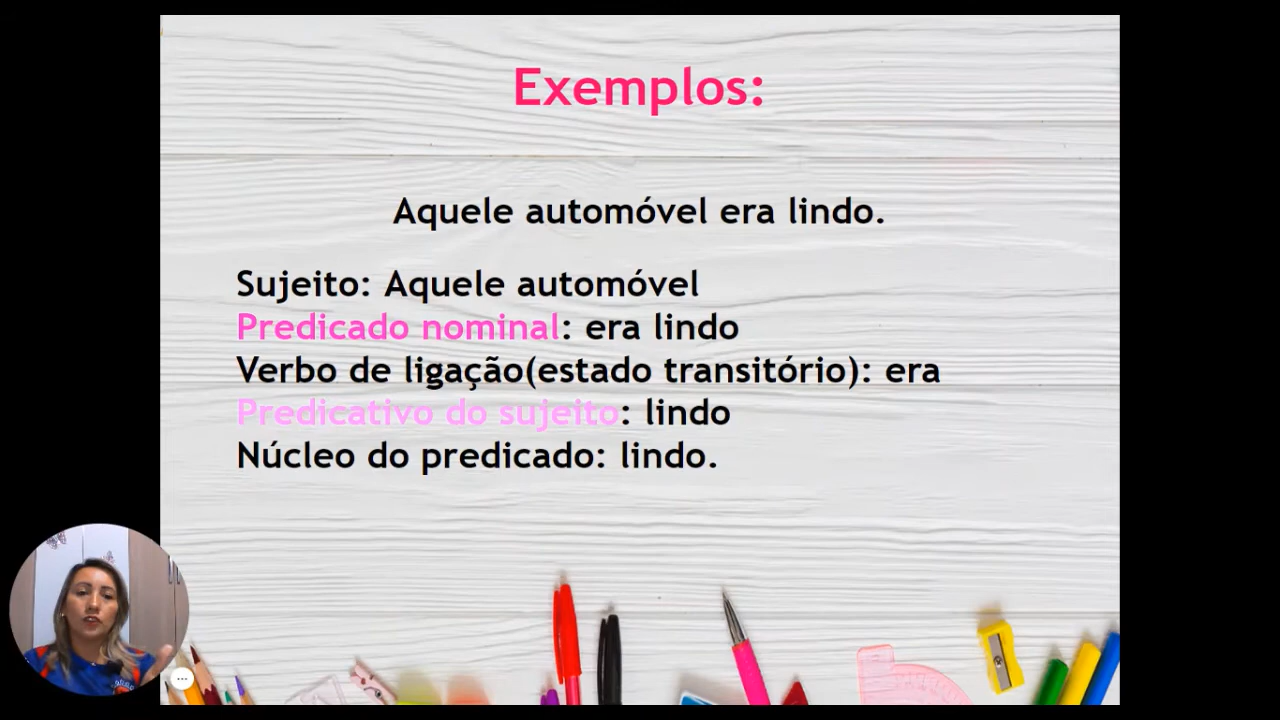 Exemplos:
Aquele automóvel era lindo.
Sujeito: Aquele automóvel
Predicado nominal: era lindo
Verbo de ligação(estado transitório): era
Predicativo do sujeito: lindo
Núcleo do predicado: lindo.